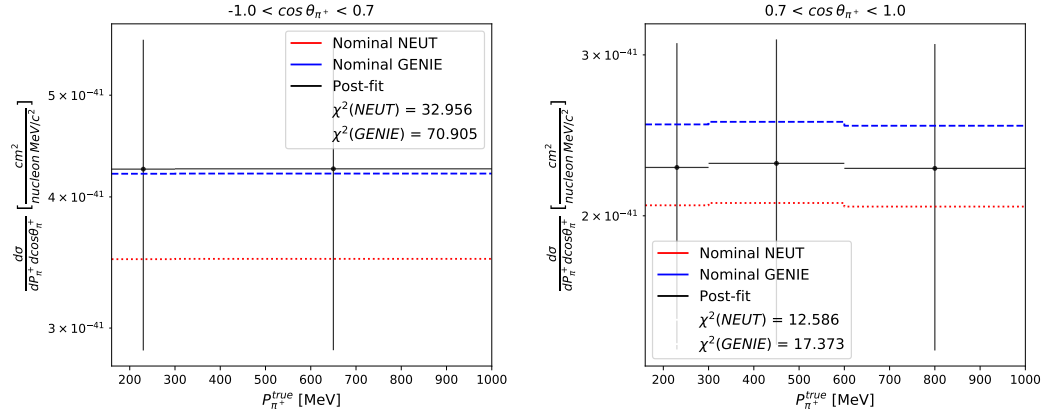 -1.0 < cos θπ+ < 0.7
dσ / dPπ+ dcosθπ+ [cm² / nucleon MeV/c²]
5 × 10⁻⁴¹
4 × 10⁻⁴¹
3 × 10⁻⁴¹
Nominal NEUT
Nominal GENIE
Post-fit
χ²(NEUT) = 32.956
χ²(GENIE) = 70.905
200 300 400 500 600 700 800 900 1000
Pπ+^true [MeV]
0.7 < cos θπ+ < 1.0
dσ / dPπ+ dcosθπ+ [cm² / nucleon MeV/c²]
3 × 10⁻⁴¹
2 × 10⁻⁴¹
Nominal NEUT
Nominal GENIE
Post-fit
χ²(NEUT) = 12.586
χ²(GENIE) = 17.373
200 300 400 500 600 700 800 900 1000
Pπ+^true [MeV]